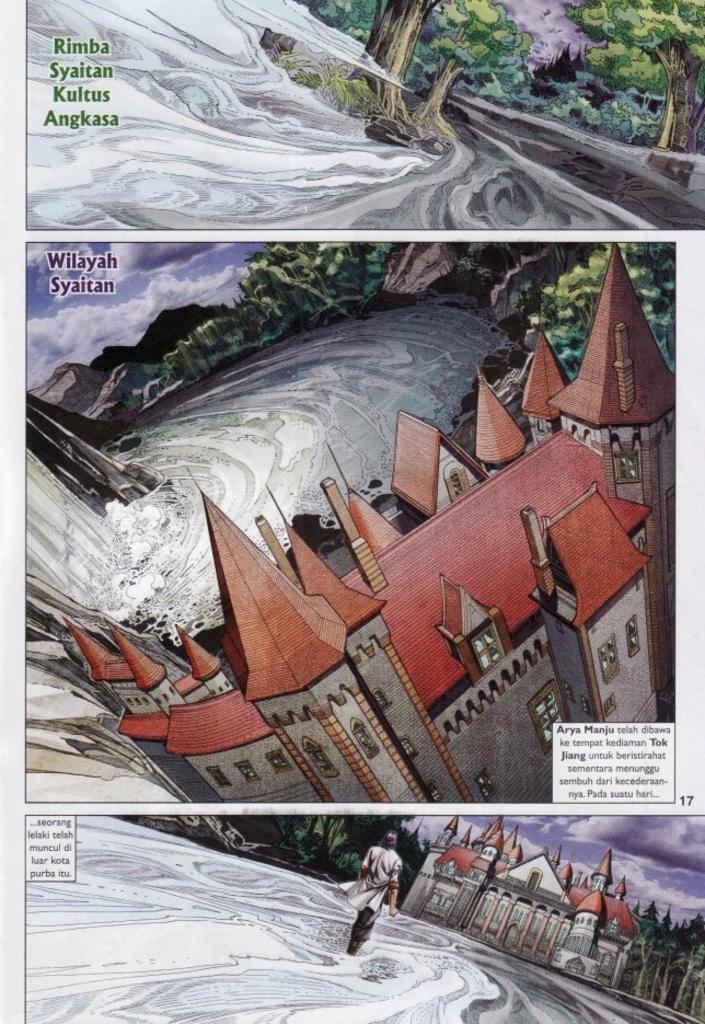 Rimba
Syaitan
Kultus
Angkasa
Wilayah
Syaitan
Arya Manju telah dibawa
ke tempat kediaman Tok
Jiang untuk beristirahat
sementara menunggu
sembuh dari kecederaan-
nya. Pada suatu hari...
17
...seorang
lelaki telah
muncul di
luar kota
purba itu.